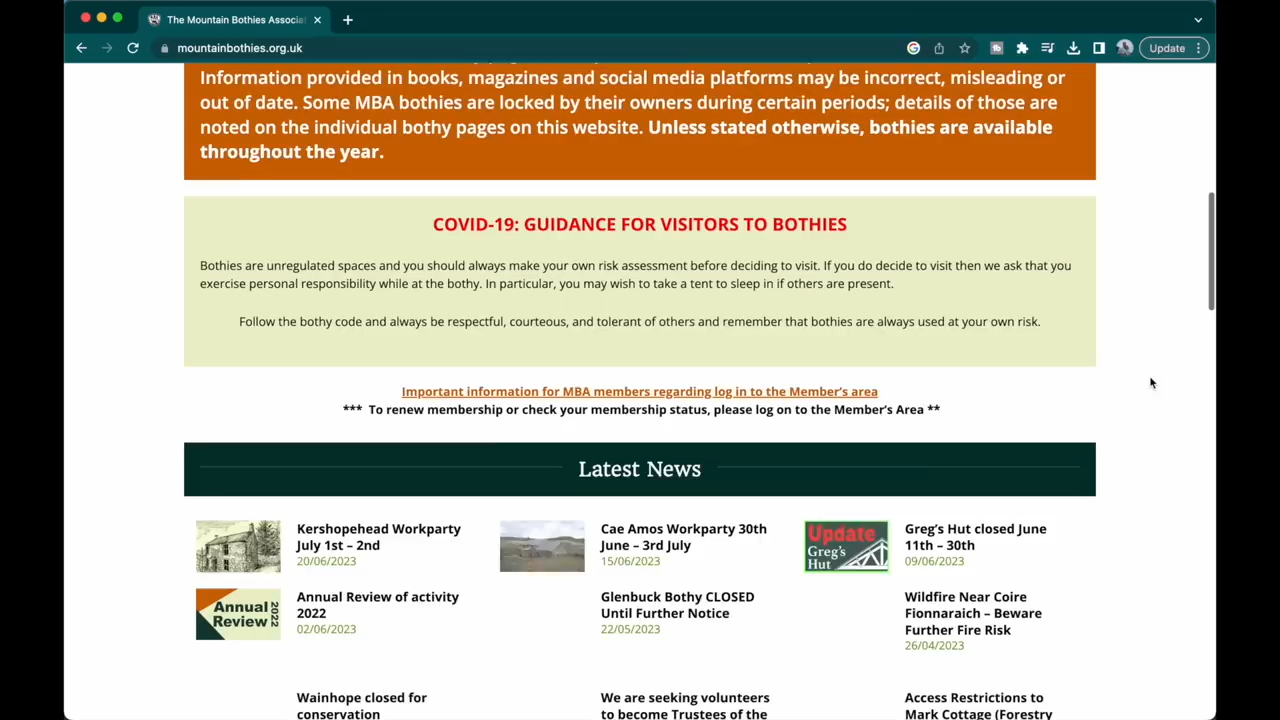 The Mountain Bothies Associa
mountainbothies.org.uk
Update
Information provided in books, magazines and social media platforms may be incorrect, misleading or
out of date. Some MBA bothies are locked by their owners during certain periods; details of those are
noted on the individual bothy pages on this website. Unless stated otherwise, bothies are available
throughout the year.
COVID-19: GUIDANCE FOR VISITORS TO BOTHIES
Bothies are unregulated spaces and you should always make your own risk assessment before deciding to visit. If you do decide to visit then we ask that you
exercise personal responsibility while at the bothy. In particular, you may wish to take a tent to sleep in if others are present.
Follow the bothy code and always be respectful, courteous, and tolerant of others and remember that bothies are always used at your own risk.
Important information for MBA members regarding log in to the Member's area
*** To renew membership or check your membership status, please log on to the Member's Area **
Latest News
Kershopehead Workparty
July 1st – 2nd
20/06/2023
Cae Amos Workparty 30th
June – 3rd July
15/06/2023
Update
Greg's
Hut
Greg's Hut closed June
11th – 30th
09/06/2023
Annual
Review
2022
Annual Review of activity
2022
02/06/2023
Glenbuck Bothy CLOSED
Until Further Notice
22/05/2023
Wildfire Near Coire
Fionnaraich – Beware
Further Fire Risk
26/04/2023
Wainhope closed for
conservation
We are seeking volunteers
to become Trustees of the
Access Restrictions to
Mark Cottage (Forestry